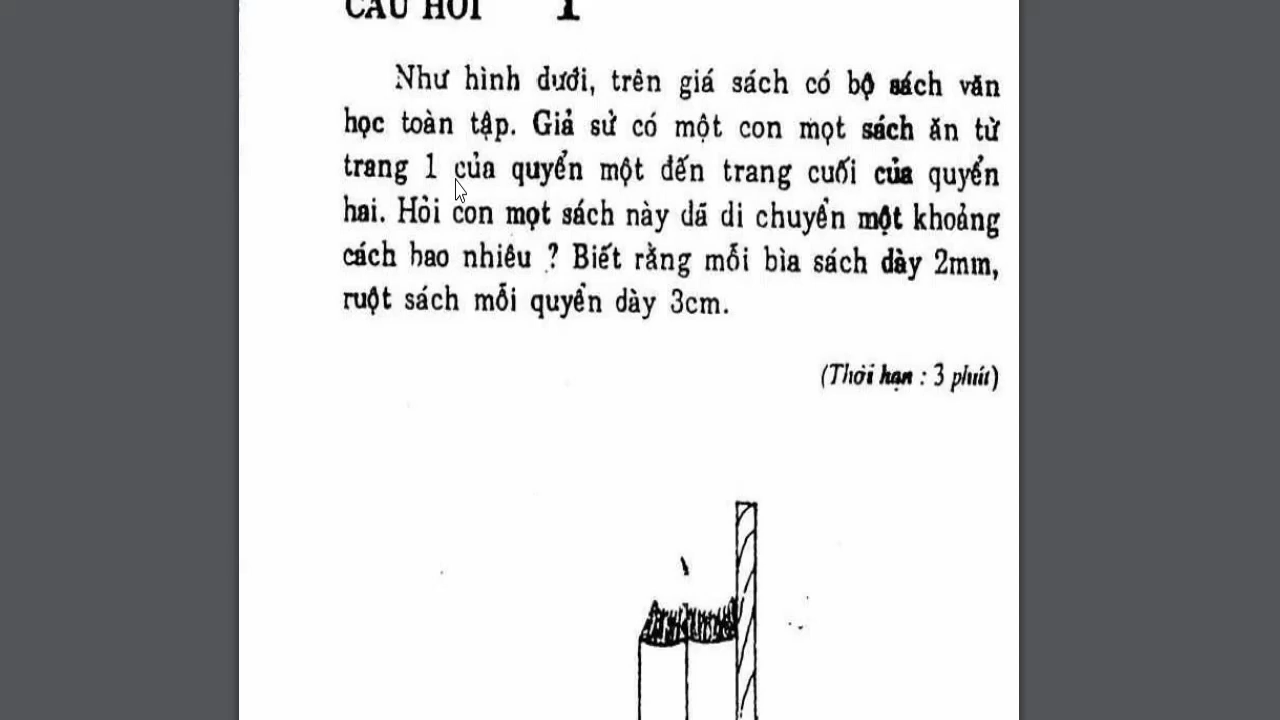 CÂU HỎI 1
Như hình dưới, trên giá sách có bộ sách văn
học toàn tập. Giả sử có một con mọt sách ăn từ
trang 1 của quyển một đến trang cuối của quyển
hai. Hỏi con mọt sách này dã di chuyển một khoảng
cách bao nhiêu ? Biết rằng mỗi bìa sách dày 2mm,
ruột sách mỗi quyển dày 3cm.
(Thời hạn : 3 phút)